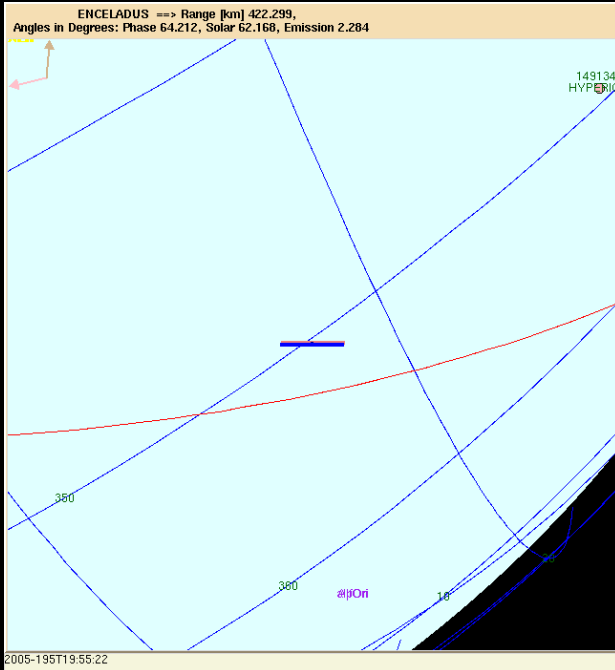 ENCELADUS ==> Range [km] 422.299,
Angles in Degrees: Phase 64.212, Solar 62.168, Emission 2.284
149134
HYPERIO
350
360
alfOri
10
20
2005-195T19:55:22